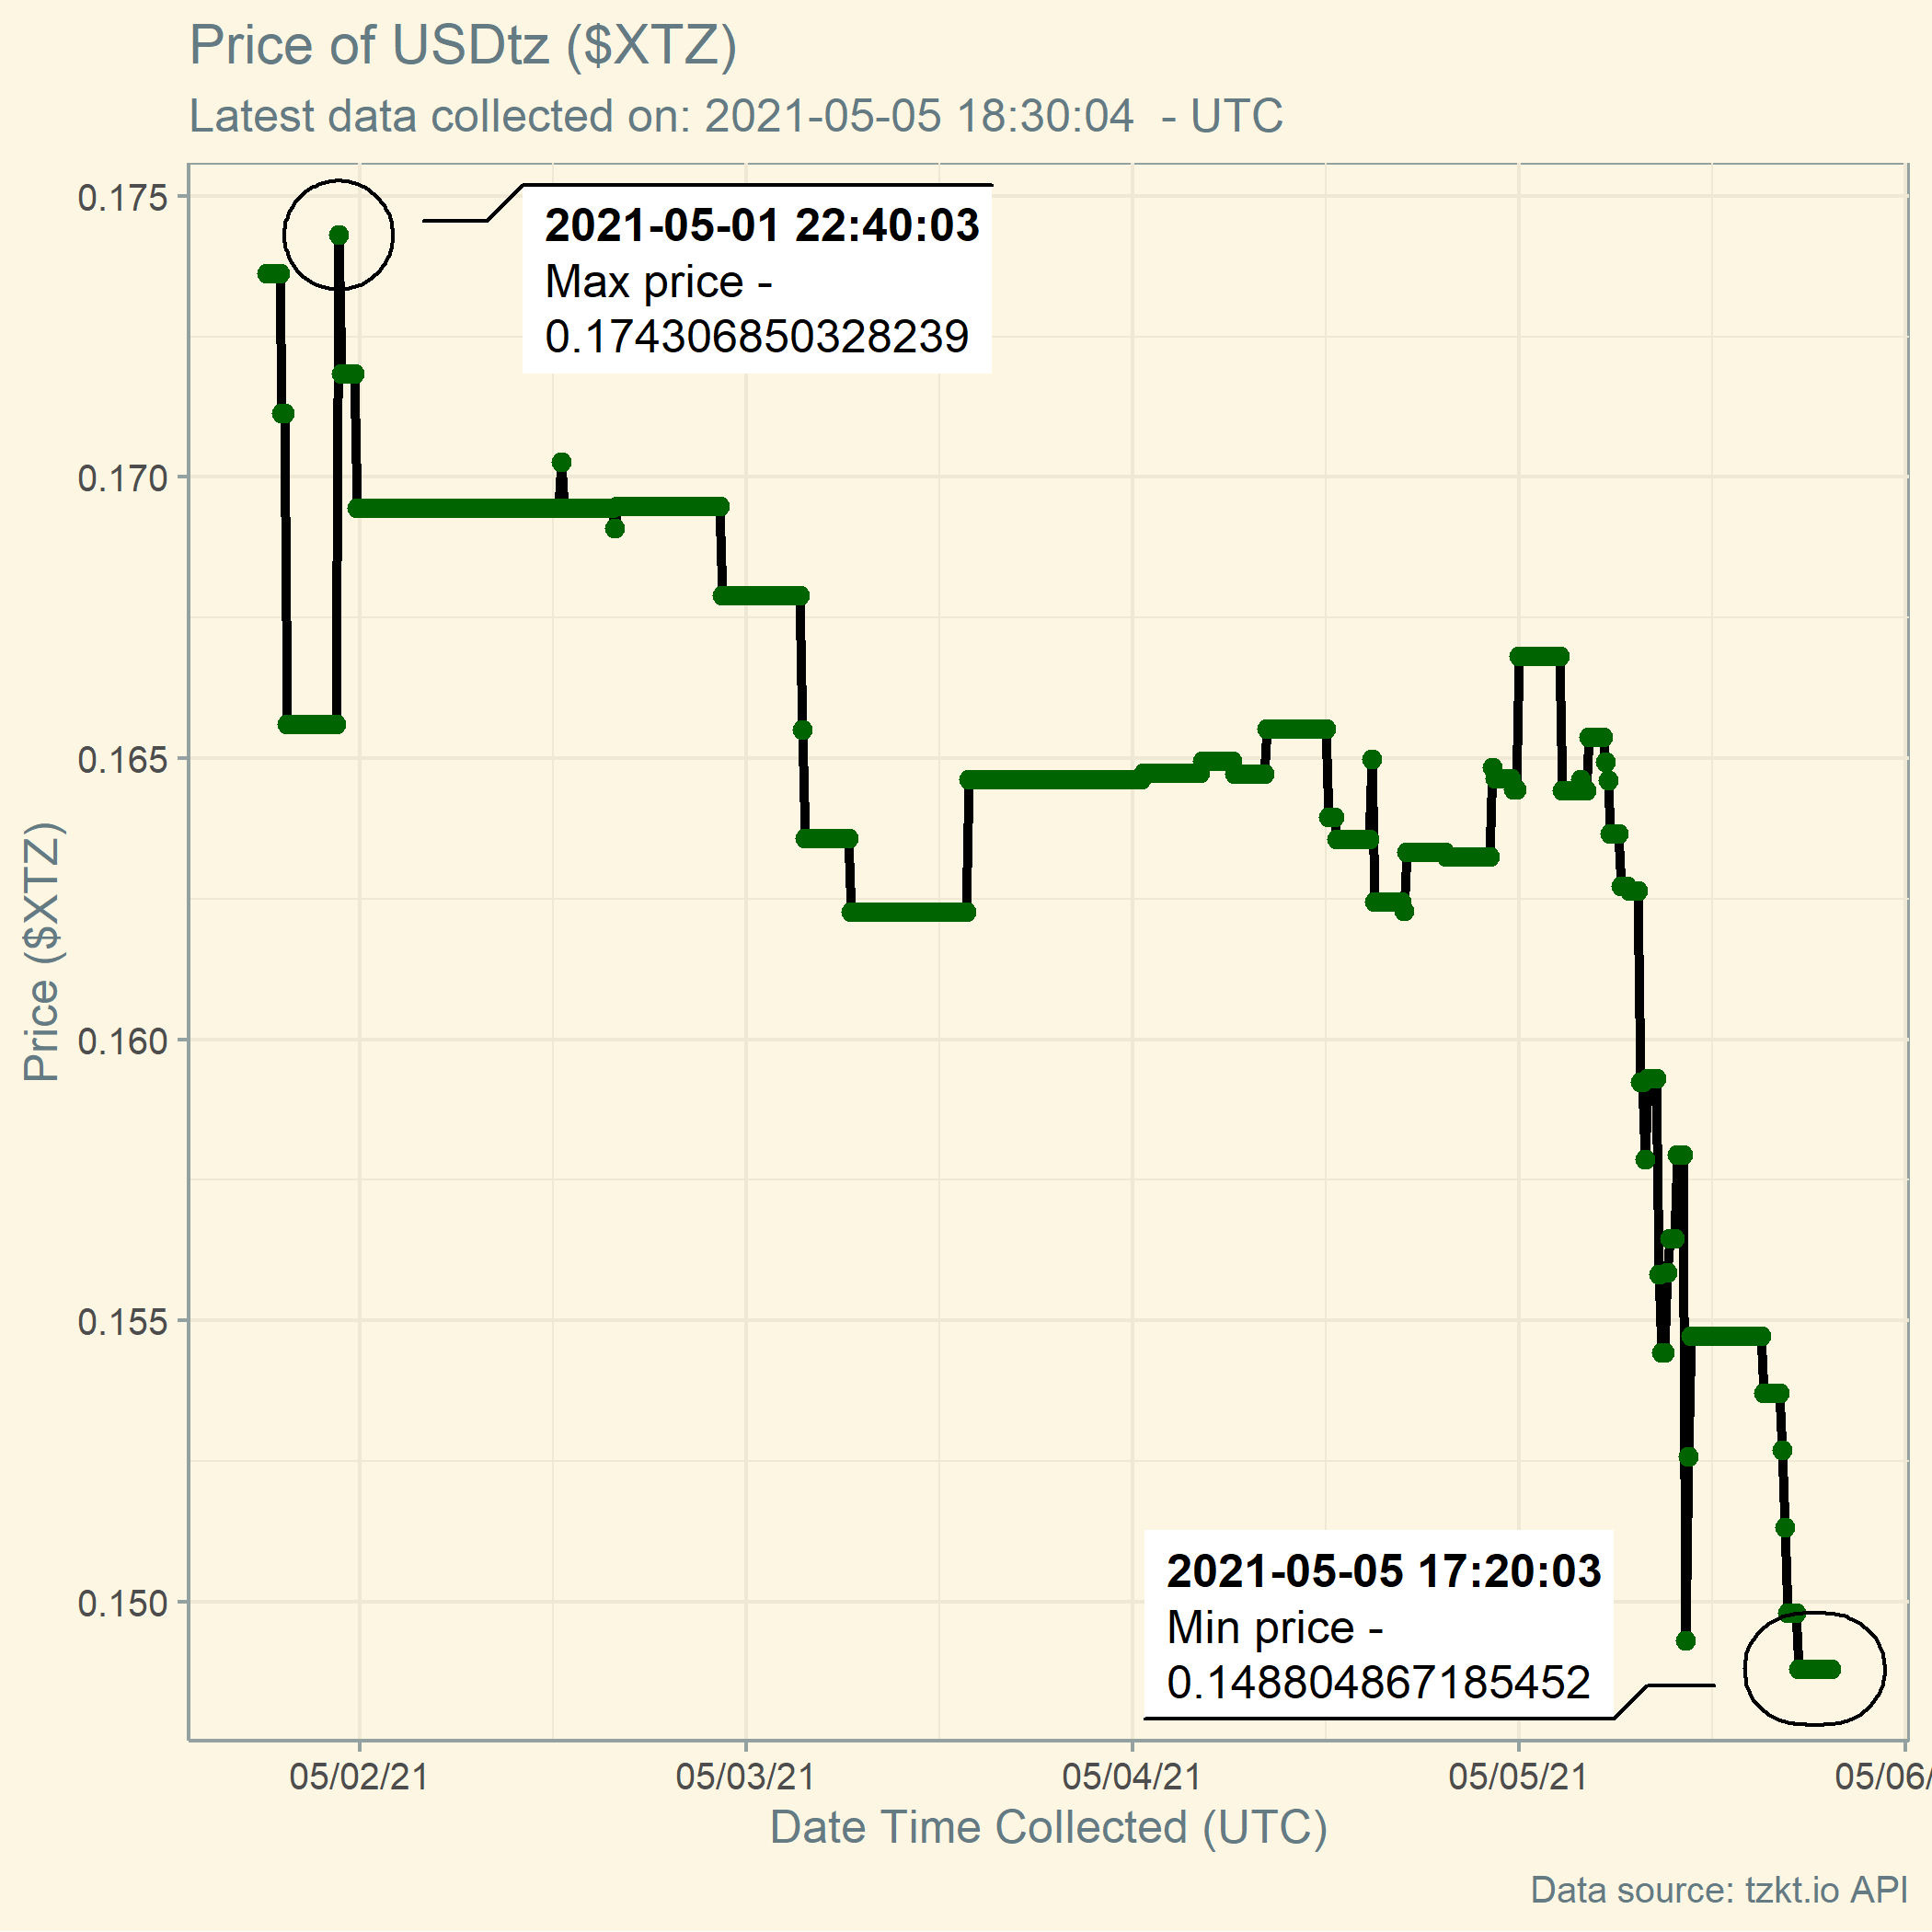 Price of USDtz ($XTZ)
Latest data collected on: 2021-05-05 18:30:04  - UTC
0.175
0.170
0.165
0.160
0.155
0.150
Price ($XTZ)
2021-05-01 22:40:03
Max price -
0.174306850328239
2021-05-05 17:20:03
Min price -
0.148804867185452
05/02/21
05/03/21
05/04/21
05/05/21
05/06/
Date Time Collected (UTC)
Data source: tzkt.io API